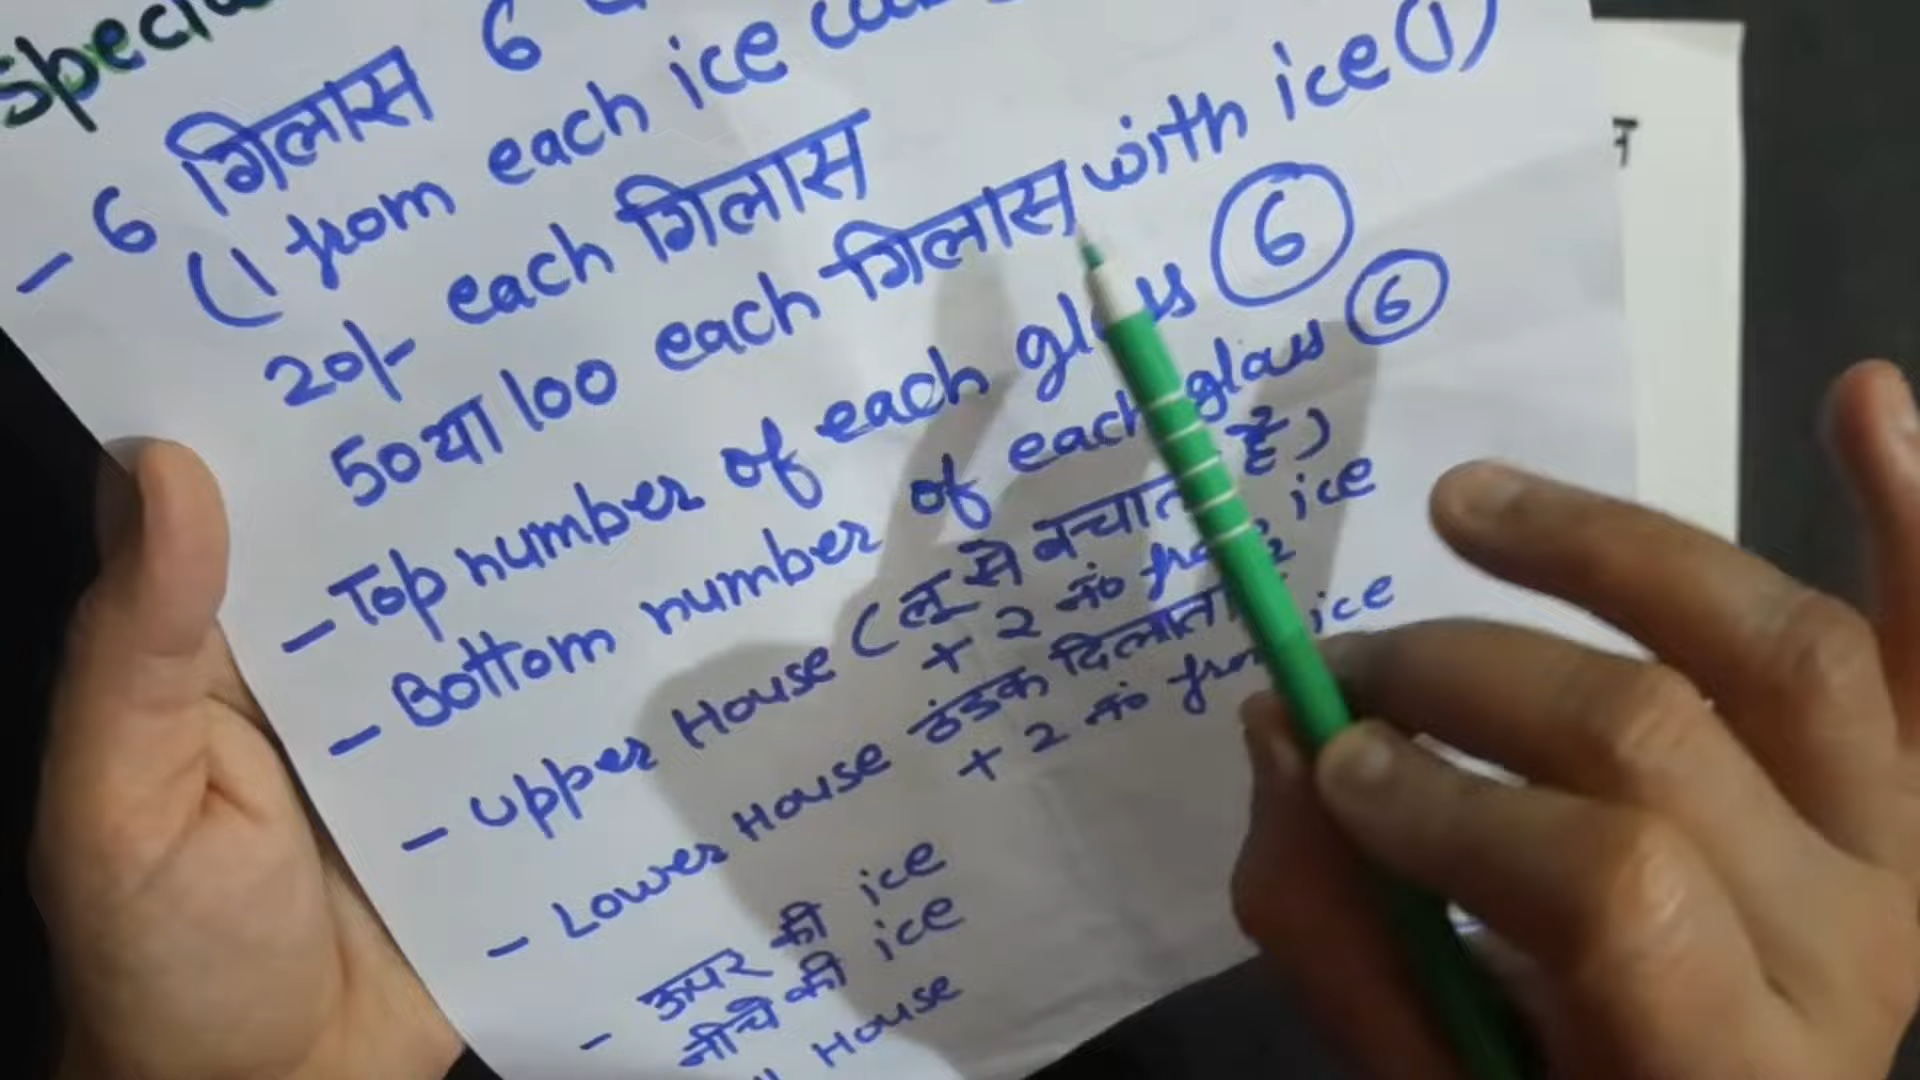 - 6 गिलास 6
(1 from each ice
20/- each गिलास
50 या 100 each गिलास with ice (1)
- Top number of each glass 6
- Bottom number of each glass 6
- Upper House (लू से बचाता है)
+ 2 नं० from ice
- Lower House ठंडक दिलाता
+ 2 नं० from ice
- ऊपर की ice
नीचे की ice
House